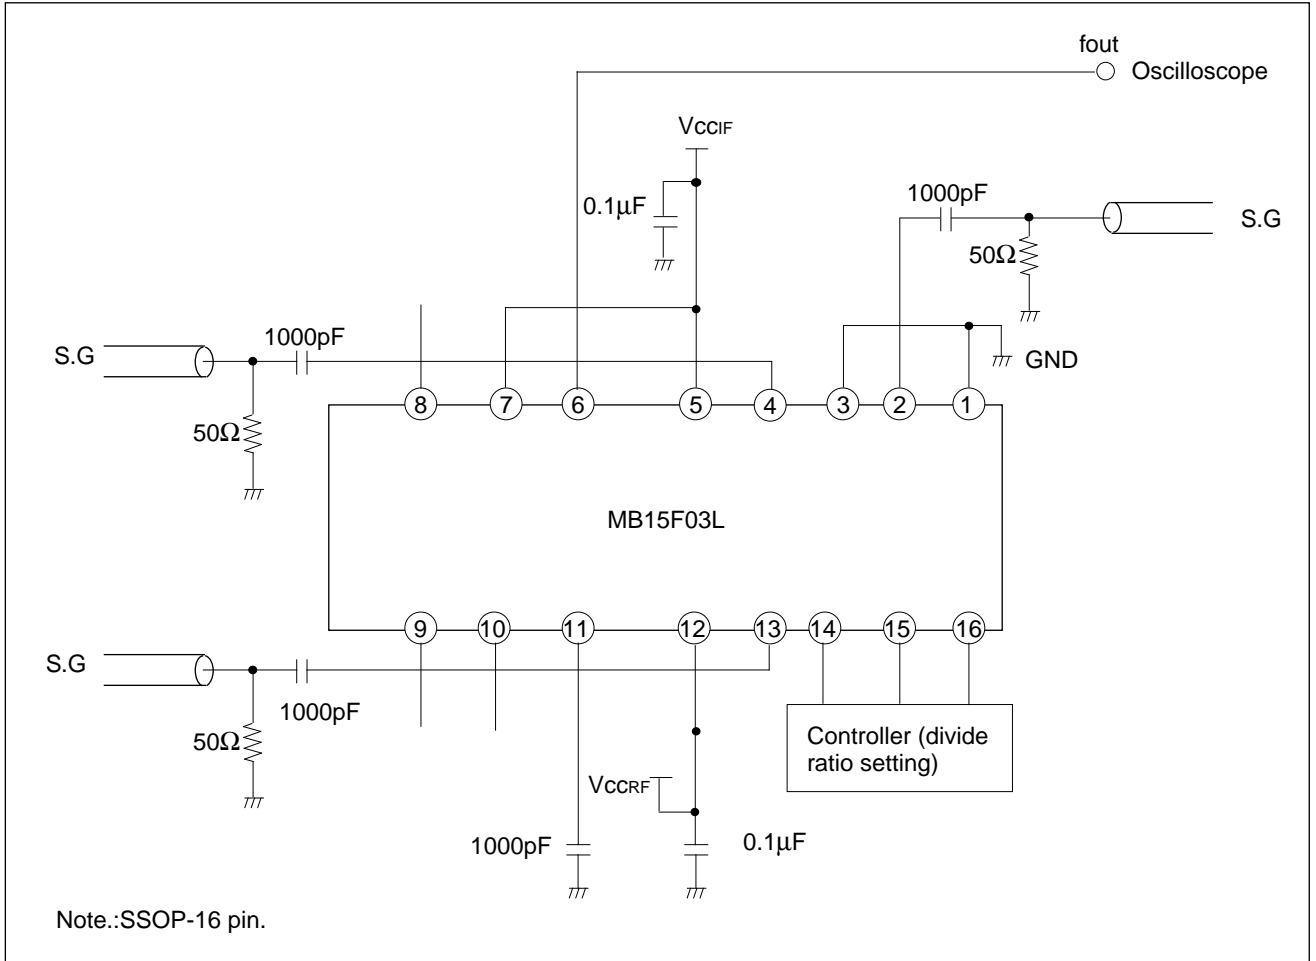 fout
Oscilloscope
VCCIF
0.1µF
1000pF
S.G
50Ω
1000pF
S.G
GND
50Ω
8 7 6 5 4 3 2 1
MB15F03L
9 10 11 12 13 14 15 16
S.G
1000pF
50Ω
Controller (divide
ratio setting)
VCCRF
1000pF
0.1µF
Note.:SSOP-16 pin.